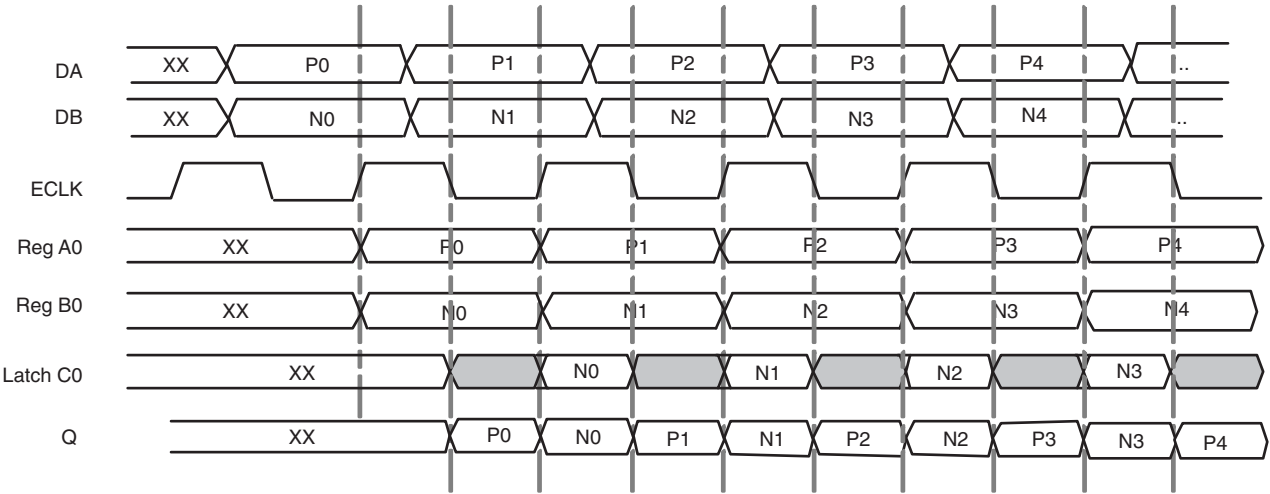 DA XX P0 P1 P2 P3 P4 ..
DB XX N0 N1 N2 N3 N4 ..
ECLK
Reg A0 XX P0 P1 P2 P3 P4
Reg B0 XX N0 N1 N2 N3 N4
Latch C0 XX N0 N1 N2 N3
Q XX P0 N0 P1 N1 P2 N2 P3 N3 P4